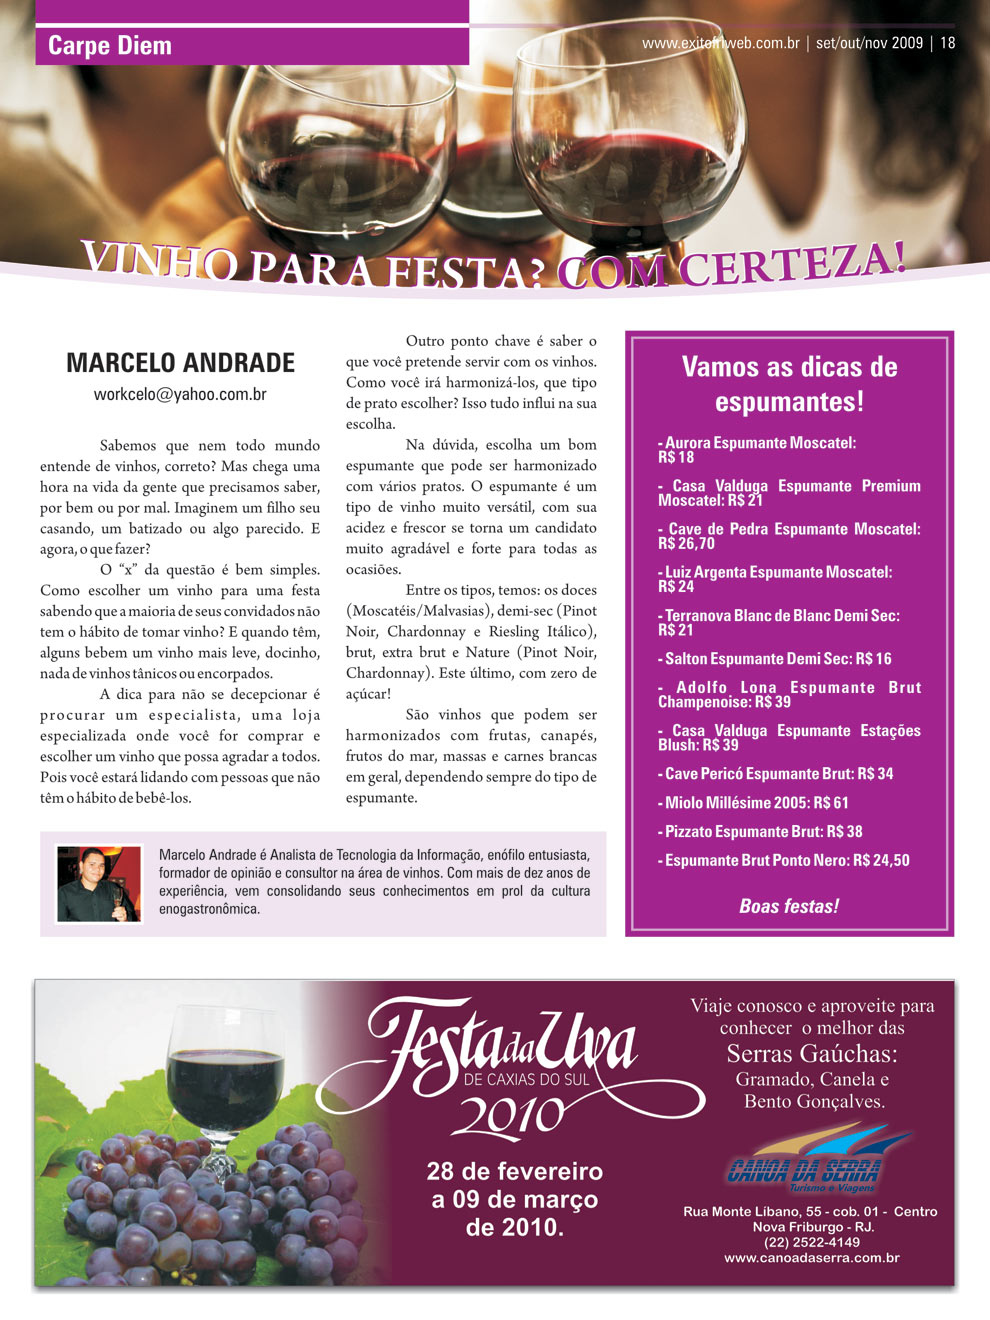 Carpe Diem
www.exitofriweb.com.br | set/out/nov 2009 | 18
VINHO PARA FESTA? COM CERTEZA!
MARCELO ANDRADE
workcelo@yahoo.com.br
Sabemos que nem todo mundo
entende de vinhos, correto? Mas chega uma
hora na vida da gente que precisamos saber,
por bem ou por mal. Imaginem um filho seu
casando, um batizado ou algo parecido. E
agora, o que fazer?
O “x” da questão é bem simples.
Como escolher um vinho para uma festa
sabendo que a maioria de seus convidados não
tem o hábito de tomar vinho? E quando têm,
alguns bebem um vinho mais leve, docinho,
nada de vinhos tânicos ou encorpados.
A dica para não se decepcionar é
procurar um especialista, uma loja
especializada onde você for comprar e
escolher um vinho que possa agradar a todos.
Pois você estará lidando com pessoas que não
têm o hábito de bebê-los.
Outro ponto chave é saber o
que você pretende servir com os vinhos.
Como você irá harmonizá-los, que tipo
de prato escolher? Isso tudo influi na sua
escolha.
Na dúvida, escolha um bom
espumante que pode ser harmonizado
com vários pratos. O espumante é um
tipo de vinho muito versátil, com sua
acidez e frescor se torna um candidato
muito agradável e forte para todas as
ocasiões.
Entre os tipos, temos: os doces
(Moscatéis/Malvasias), demi-sec (Pinot
Noir, Chardonnay e Riesling Itálico),
brut, extra brut e Nature (Pinot Noir,
Chardonnay). Este último, com zero de
açúcar!
São vinhos que podem ser
harmonizados com frutas, canapés,
frutos do mar, massas e carnes brancas
em geral, dependendo sempre do tipo de
espumante.
Marcelo Andrade é Analista de Tecnologia da Informação, enófilo entusiasta,
formador de opinião e consultor na área de vinhos. Com mais de dez anos de
experiência, vem consolidando seus conhecimentos em prol da cultura
enogastronômica.
Vamos as dicas de
espumantes!
- Aurora Espumante Moscatel:
R$ 18
- Casa Valduga Espumante Premium
Moscatel: R$ 21
- Cave de Pedra Espumante Moscatel:
R$ 26,70
- Luiz Argenta Espumante Moscatel:
R$ 24
- Terranova Blanc de Blanc Demi Sec:
R$ 21
- Salton Espumante Demi Sec: R$ 16
- Adolfo Lona Espumante Brut
Champenoise: R$ 39
- Casa Valduga Espumante Estações
Blush: R$ 39
- Cave Pericó Espumante Brut: R$ 34
- Miolo Millésime 2005: R$ 61
- Pizzato Espumante Brut: R$ 38
- Espumante Brut Ponto Nero: R$ 24,50
Boas festas!
Festa da Uva
DE CAXIAS DO SUL
2010
28 de fevereiro
a 09 de março
de 2010.
Viaje conosco e aproveite para
conhecer o melhor das
Serras Gaúchas:
Gramado, Canela e
Bento Gonçalves.
CANOA DA SERRA
Turismo e Viagens
Rua Monte Líbano, 55 - cob. 01 - Centro
Nova Friburgo - RJ.
(22) 2522-4149
www.canoadaserra.com.br